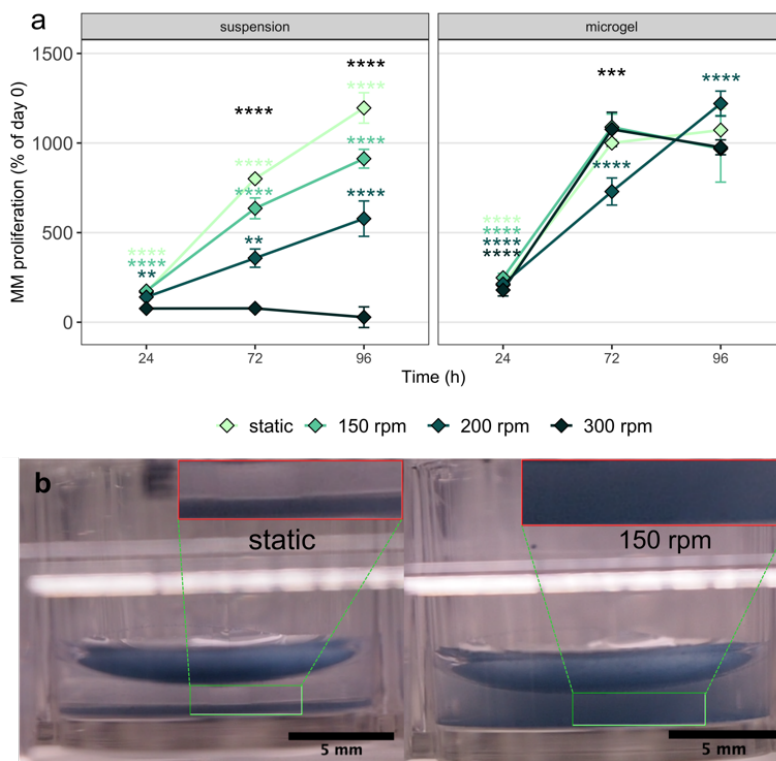 a
suspension
microgel
MM proliferation (% of day 0)
1500
1000
500
0
****
****
****
****
****
****
****
**
****
****
**
***
****
****
****
****
****
****
24
72
96
24
72
96
Time (h)
static
150 rpm
200 rpm
300 rpm
b
static
150 rpm
5 mm
5 mm